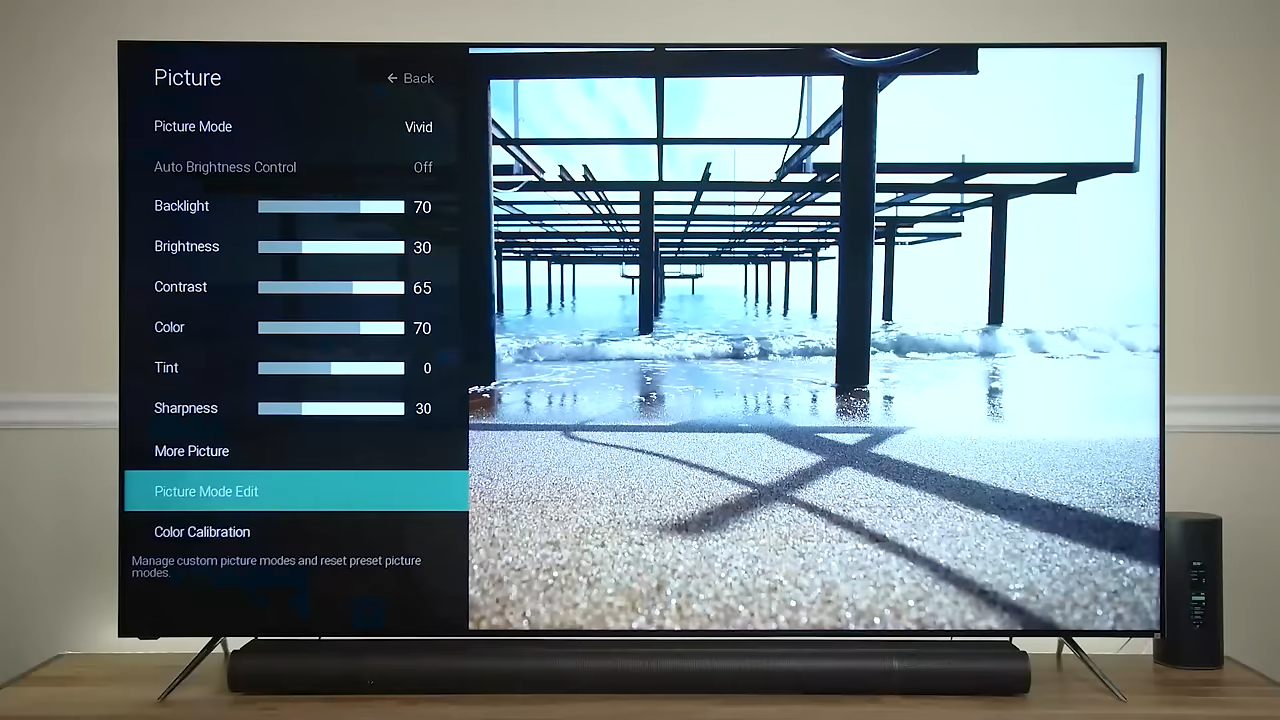 Picture
← Back
Picture Mode Vivid
Auto Brightness Control Off
Backlight 70
Brightness 30
Contrast 65
Color 70
Tint 0
Sharpness 30
More Picture
Picture Mode Edit
Color Calibration
Manage custom picture modes and reset preset picture
modes.